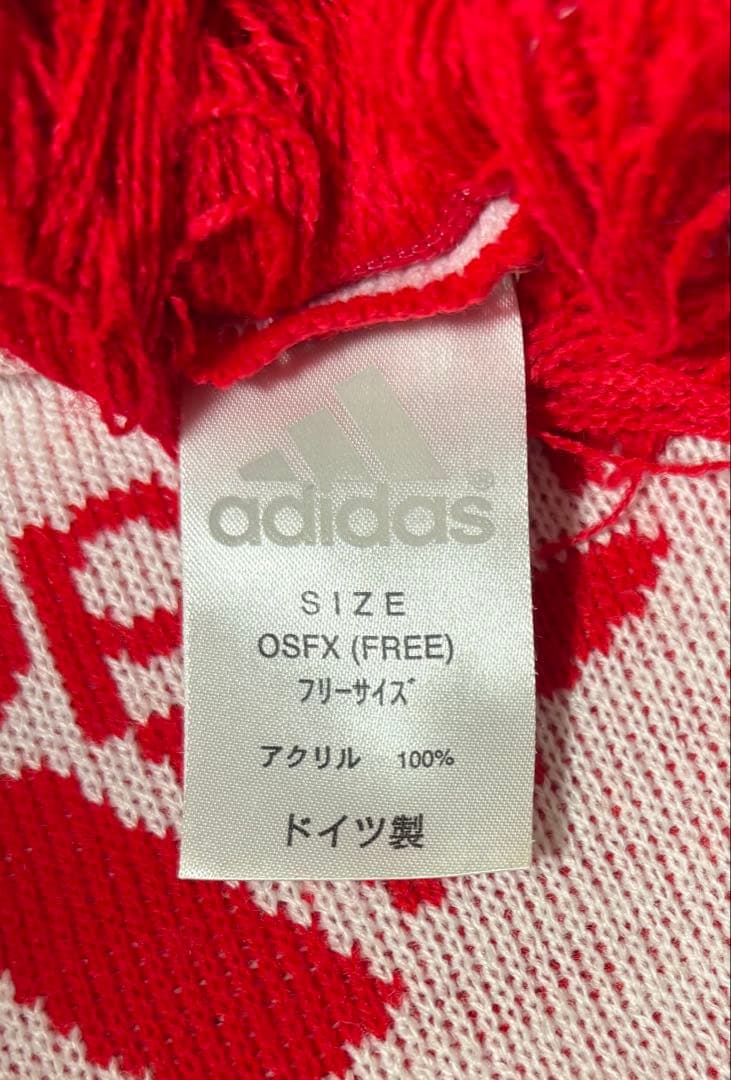 adidas®
SIZE
OSFX (FREE)
フリーサイズ
アクリル 100%
ドイツ製